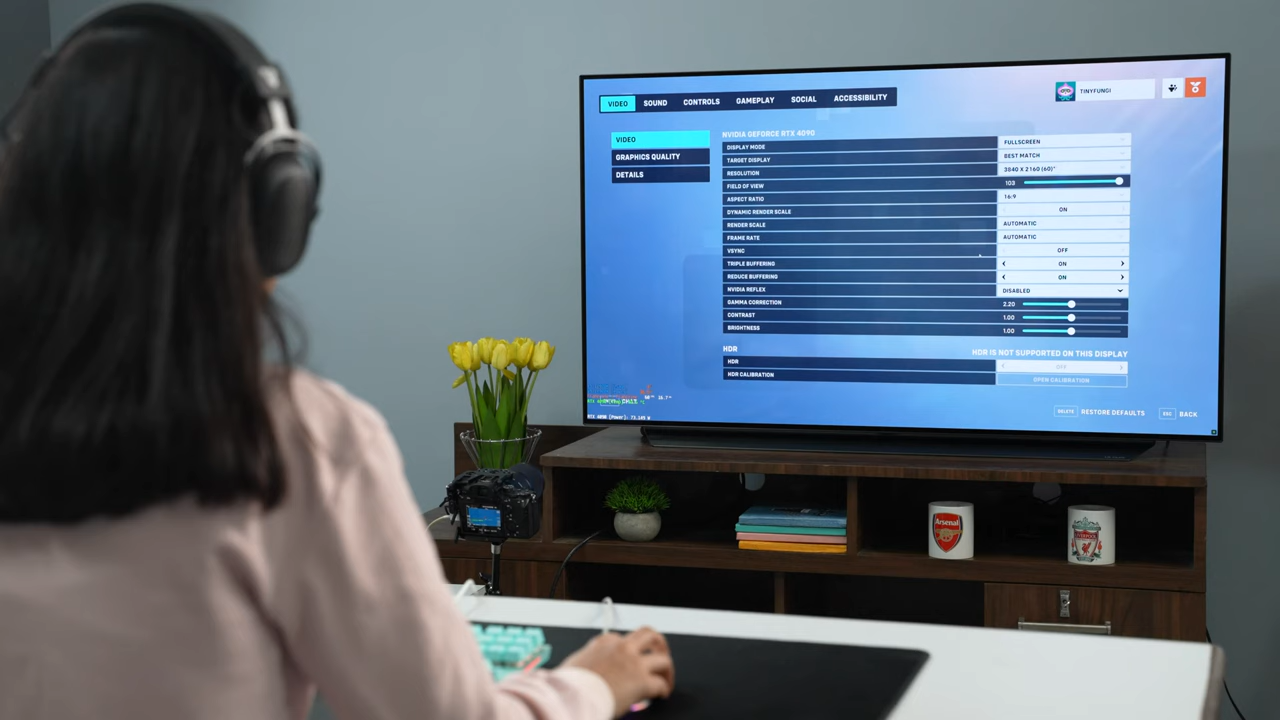 VIDEO SOUND CONTROLS GAMEPLAY SOCIAL ACCESSIBILITY
TINYFUNGI
VIDEO
GRAPHICS QUALITY
DETAILS
NVIDIA GEFORCE RTX 4090
DISPLAY MODE FULLSCREEN
TARGET DISPLAY BEST MATCH
RESOLUTION 3840 X 2160 (60)*
FIELD OF VIEW 103
ASPECT RATIO 16:9
DYNAMIC RENDER SCALE ON
RENDER SCALE AUTOMATIC
FRAME RATE AUTOMATIC
VSYNC OFF
TRIPLE BUFFERING ON
REDUCE BUFFERING ON
NVIDIA REFLEX DISABLED
GAMMA CORRECTION 2.20
CONTRAST 1.00
BRIGHTNESS 1.00
HDR HDR IS NOT SUPPORTED ON THIS DISPLAY
HDR OFF
HDR CALIBRATION OPEN CALIBRATION
DELETE RESTORE DEFAULTS ESC BACK
Arsenal